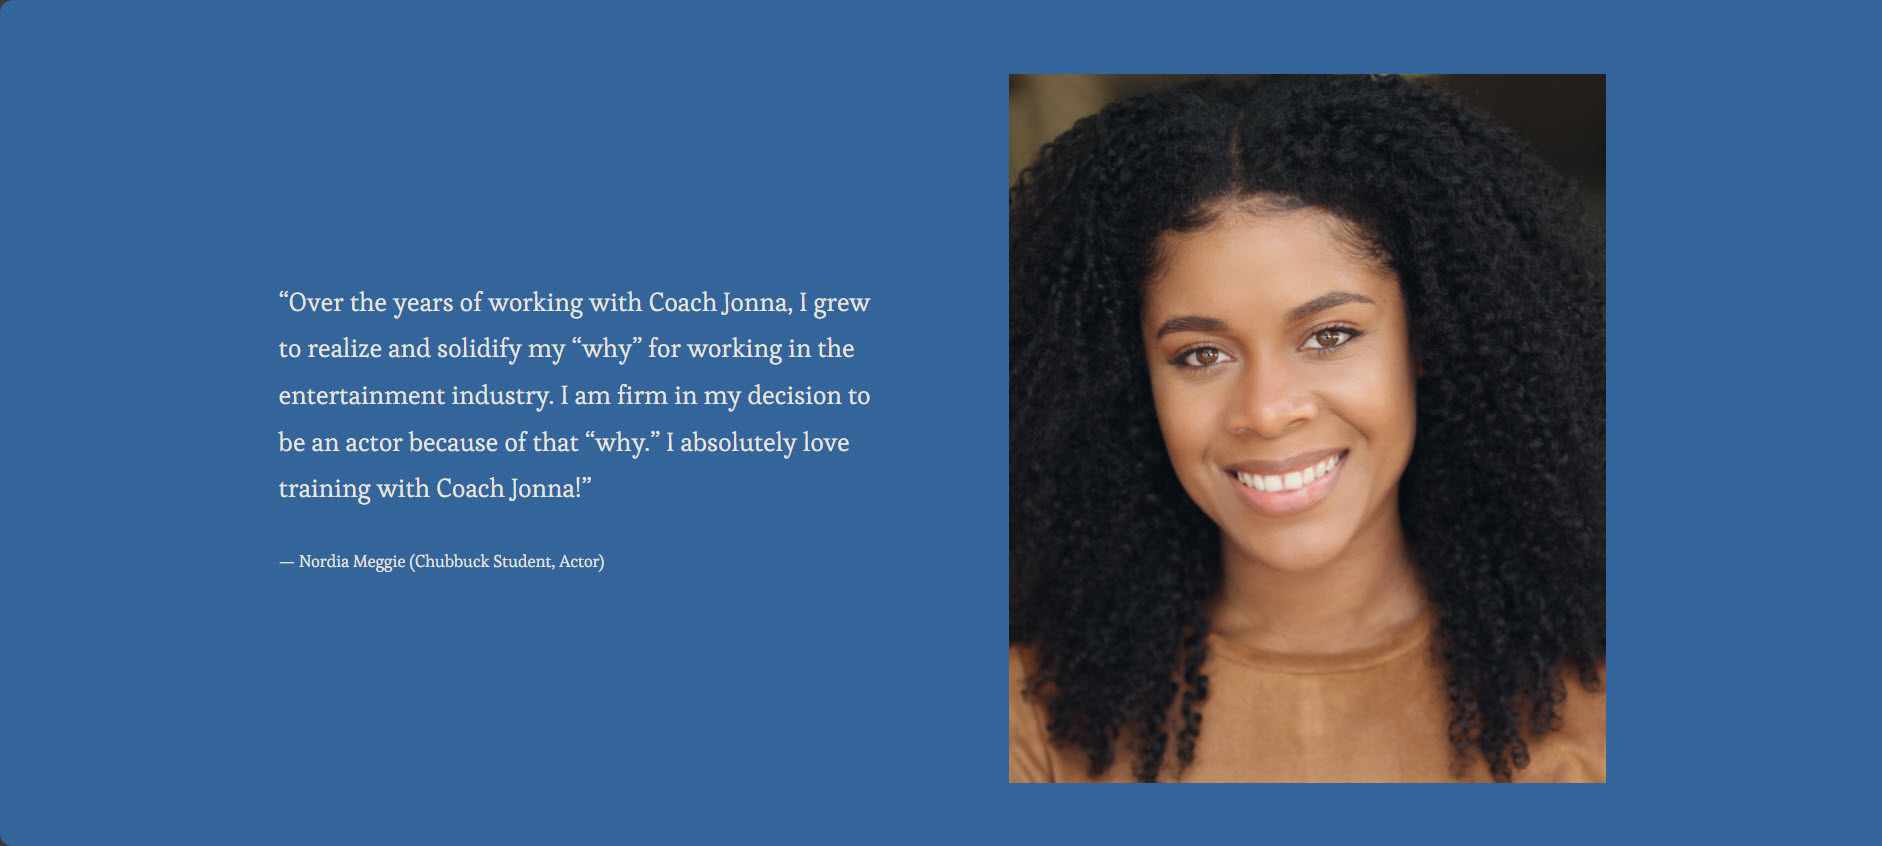 “Over the years of working with Coach Jonna, I grew
to realize and solidify my “why” for working in the
entertainment industry. I am firm in my decision to
be an actor because of that “why.” I absolutely love
training with Coach Jonna!”
— Nordia Meggie (Chubbuck Student, Actor)